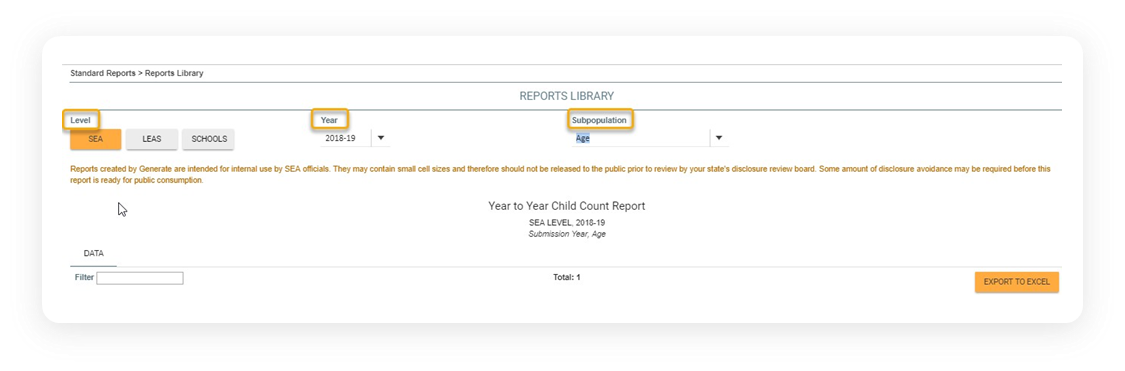 Standard Reports > Reports Library
REPORTS LIBRARY
Level Year Subpopulation
SEA LEAS SCHOOLS 2018-19 Age
Reports created by Generate are intended for internal use by SEA officials. They may contain small cell sizes and therefore should not be released to the public prior to review by your state's disclosure review board. Some amount of disclosure avoidance may be required before this
report is ready for public consumption.
Year to Year Child Count Report
SEA LEVEL, 2018-19
Submission Year, Age
DATA
Filter Total: 1 EXPORT TO EXCEL